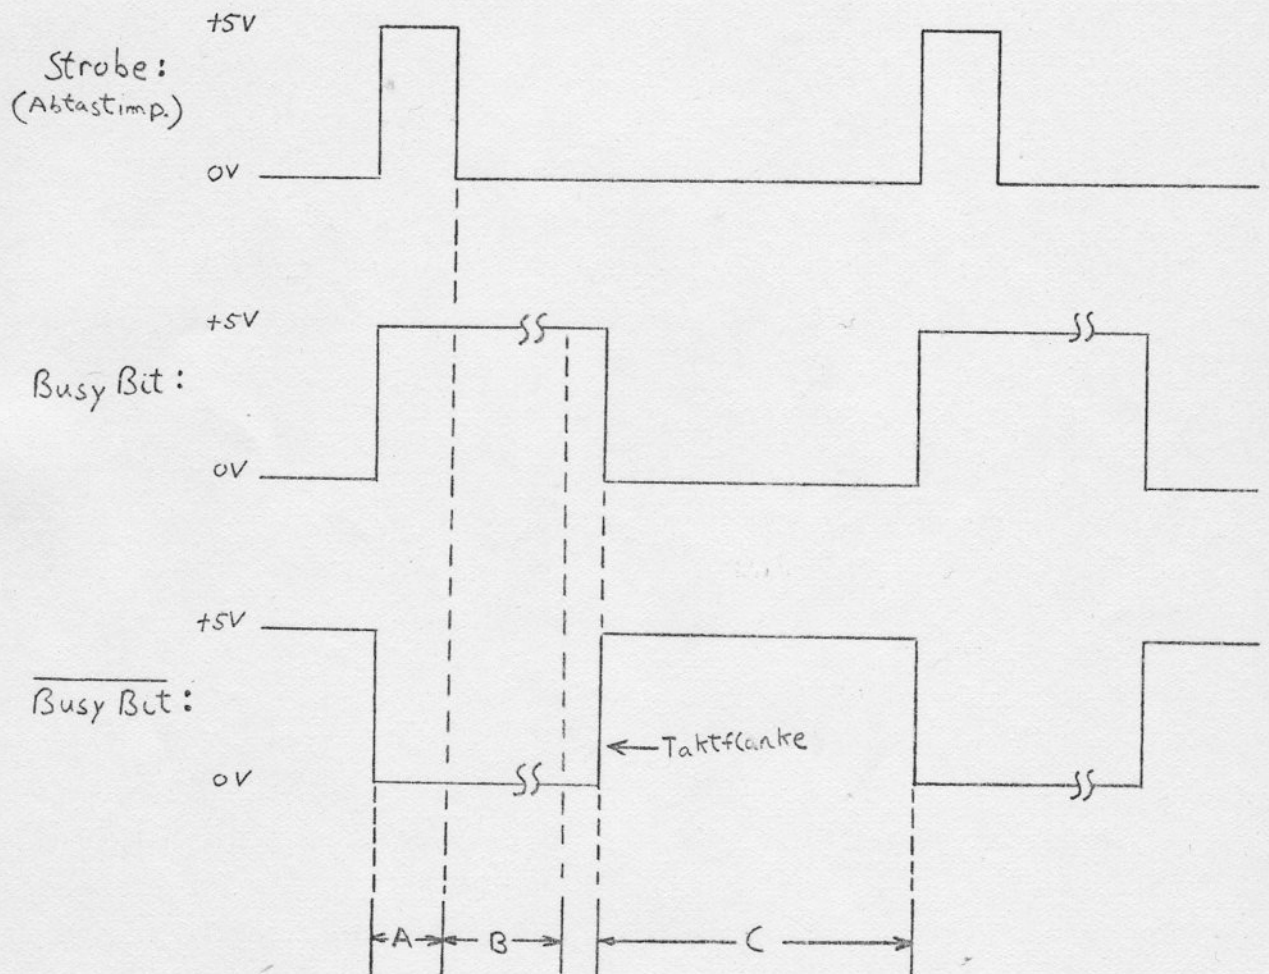 +5V
Strobe:
(Abtastimp.)
0V
+5V
Busy Bit:
0V
+5V
Busy Bit:
Taktflanke
0V
A B C